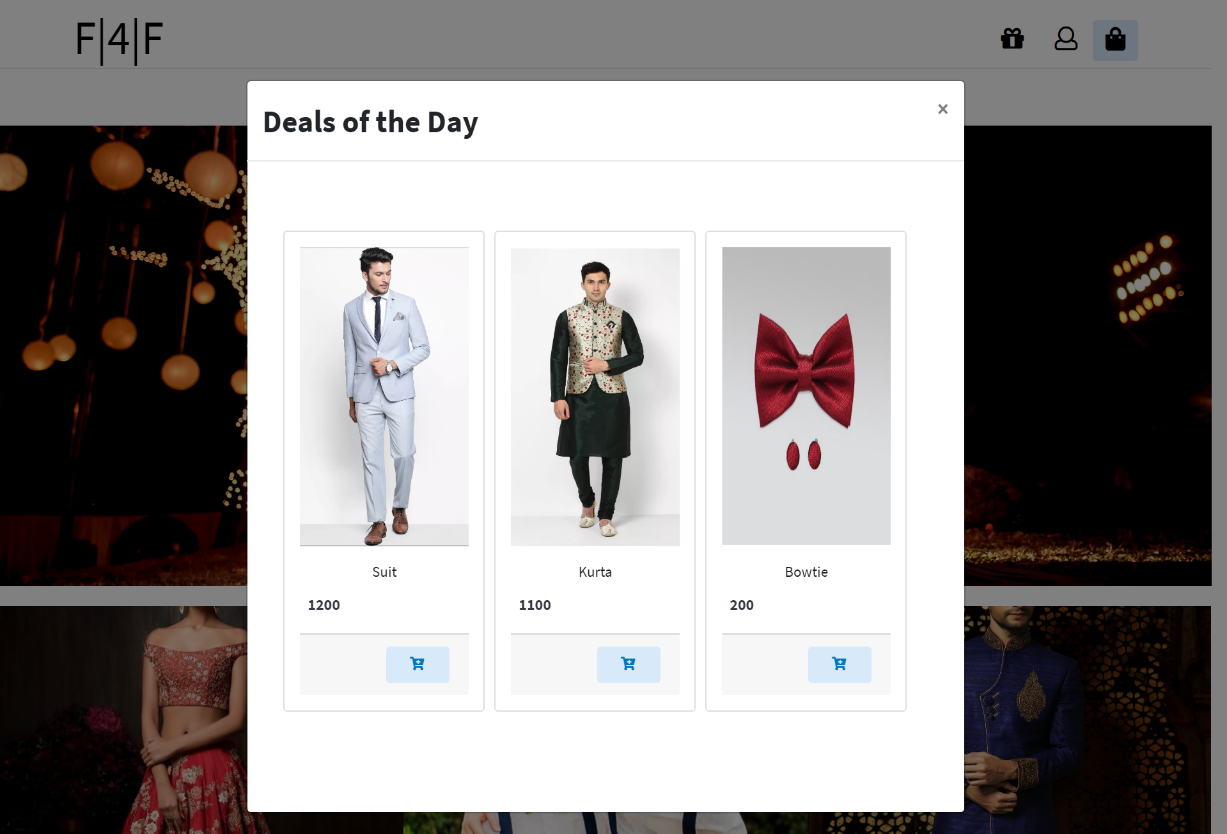 F|4|F
Deals of the Day
×
Suit
1200
Kurta
1100
Bowtie
200